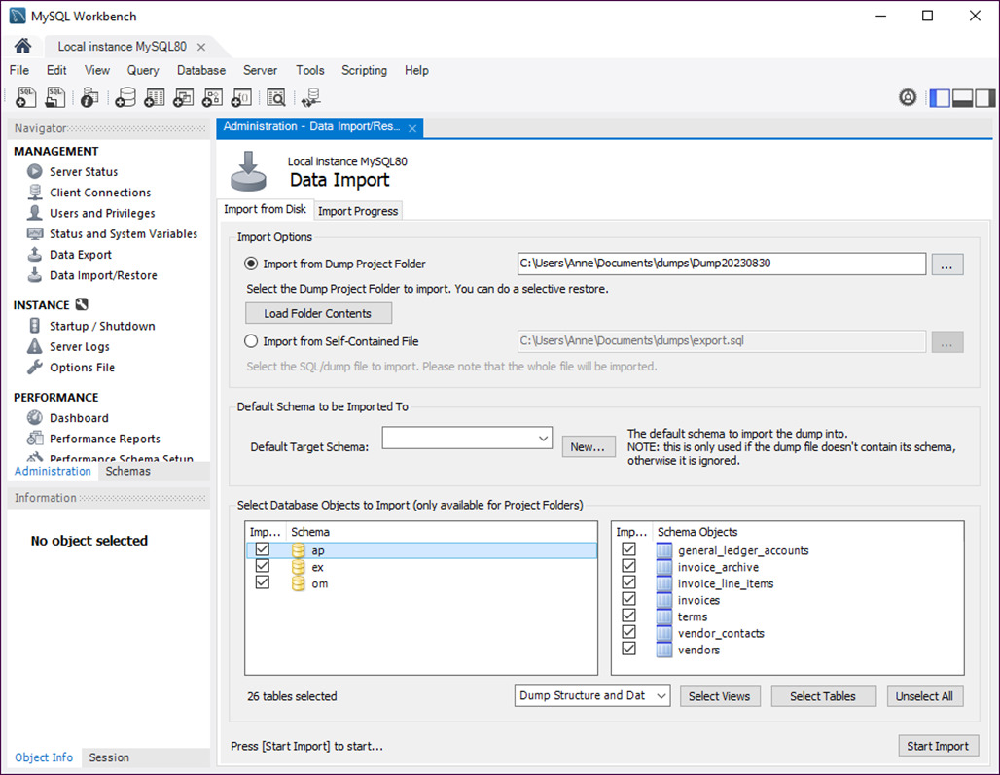 MySQL Workbench
Local instance MySQL80
File Edit View Query Database Server Tools Scripting Help
Navigator
MANAGEMENT
Server Status
Client Connections
Users and Privileges
Status and System Variables
Data Export
Data Import/Restore
INSTANCE
Startup / Shutdown
Server Logs
Options File
PERFORMANCE
Dashboard
Performance Reports
Performance Schema Setup
Administration Schemas
Information
No object selected
Object Info Session
Administration - Data Import/Res...
Local instance MySQL80
Data Import
Import from Disk Import Progress
Import Options
Import from Dump Project Folder C:\Users\Anne\Documents\dumps\Dump20230830 ...
Select the Dump Project Folder to import. You can do a selective restore.
Load Folder Contents
Import from Self-Contained File C:\Users\Anne\Documents\dumps\export.sql ...
Select the SQL/dump file to import. Please note that the whole file will be imported.
Default Schema to be Imported To
Default Target Schema: New...
The default schema to import the dump into.
NOTE: this is only used if the dump file doesn't contain its schema,
otherwise it is ignored.
Select Database Objects to Import (only available for Project Folders)
Imp... Schema
ap
ex
om
Imp... Schema Objects
general_ledger_accounts
invoice_archive
invoice_line_items
invoices
terms
vendor_contacts
vendors
26 tables selected Dump Structure and Dat Select Views Select Tables Unselect All
Press [Start Import] to start... Start Import